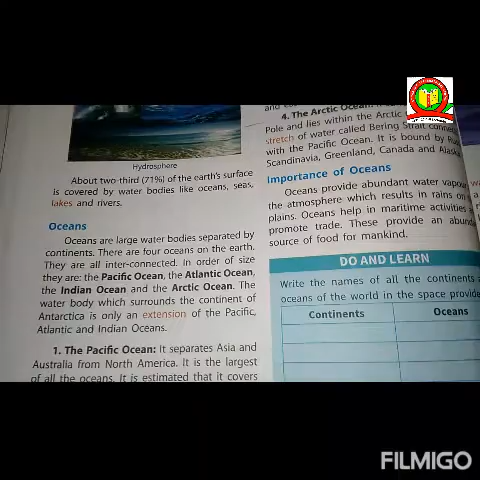 Hydrosphere
About two-third (71%) of the earth's surface
is covered by water bodies like oceans, seas,
lakes and rivers.
Oceans
Oceans are large water bodies separated by
continents. There are four oceans on the earth.
They are all inter-connected. In order of size
they are: the Pacific Ocean, the Atlantic Ocean,
the Indian Ocean and the Arctic Ocean. The
water body which surrounds the continent of
Antarctica is only an extension of the Pacific,
Atlantic and Indian Oceans.
1. The Pacific Ocean: It separates Asia and
Australia from North America. It is the largest
of all the oceans. It is estimated that it covers
4. The Arctic Ocean:
Pole and lies within the Arctic
stretch of water called Bering Strait
with the Pacific Ocean. It is bound by
Scandinavia, Greenland, Canada and
Importance of Oceans
Oceans provide abundant water
the atmosphere which results in rains
plains. Oceans help in maritime activities
promote trade. These provide an
source of food for mankind.
DO AND LEARN
Write the names of all the continents
oceans of the world in the space
Continents Oceans
FILMIGO